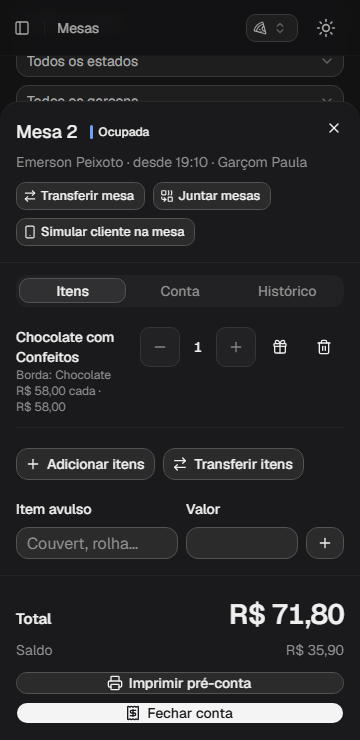 Mesas
Todos os estados
Todos os garçons
Mesa 2
Ocupada
Emerson Peixoto · desde 19:10 · Garçom Paula
Transferir mesa
Juntar mesas
Simular cliente na mesa
Itens
Conta
Histórico
Chocolate com
Confeitos
1
Borda: Chocolate
R$ 58,00 cada ·
R$ 58,00
Adicionar itens
Transferir itens
Item avulso
Valor
Couvert, rolha...
Total
R$ 71,80
Saldo
R$ 35,90
Imprimir pré-conta
Fechar conta